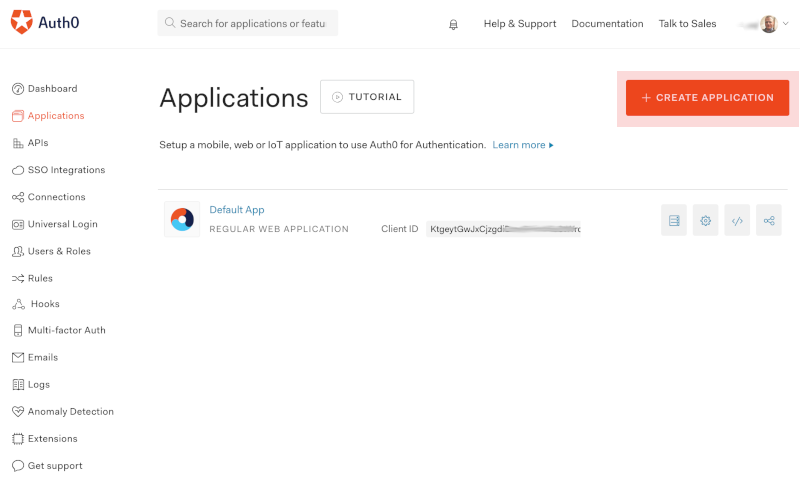 Auth0
Search for applications or featu
Help & Support
Documentation
Talk to Sales
Dashboard
Applications
APIs
SSO Integrations
Connections
Universal Login
Users & Roles
Rules
Hooks
Multi-factor Auth
Emails
Logs
Anomaly Detection
Extensions
Get support
Applications
TUTORIAL
+ CREATE APPLICATION
Setup a mobile, web or IoT application to use Auth0 for Authentication. Learn more
Default App
REGULAR WEB APPLICATION
Client ID